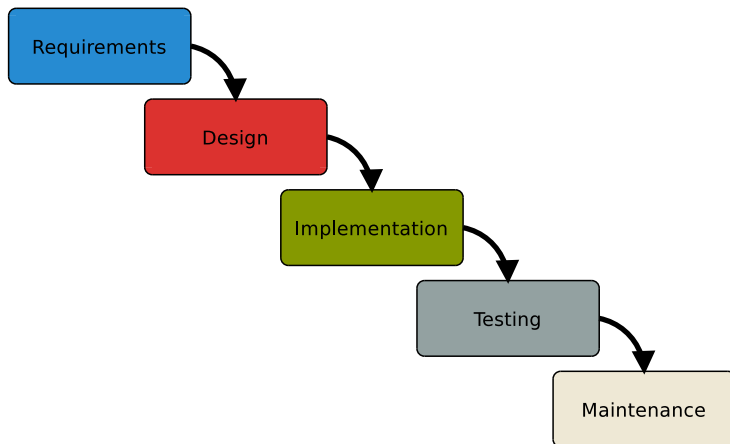 Requirements
Design
Implementation
Testing
Maintenance